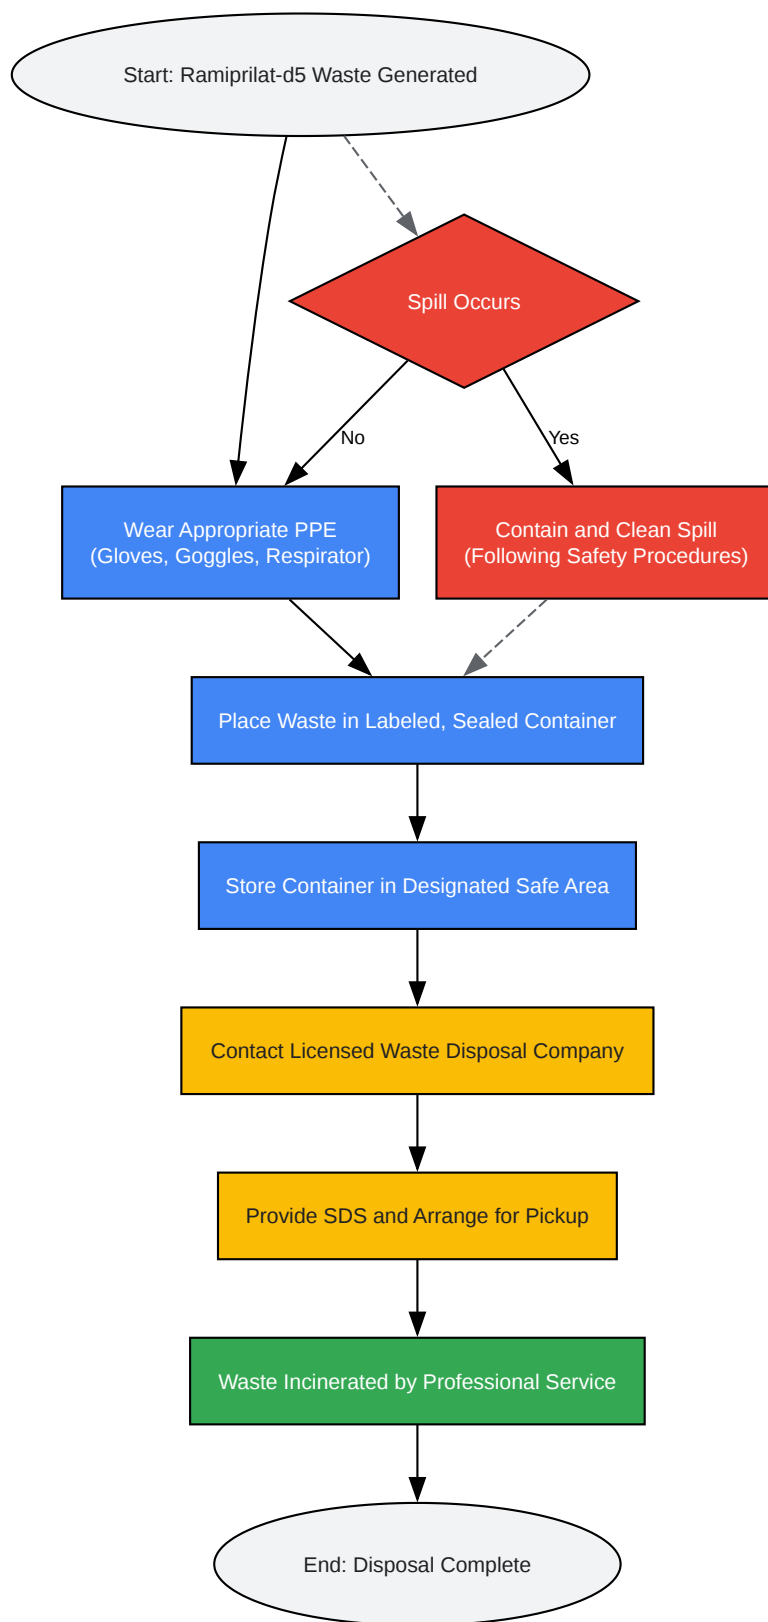 Start: Ramiprilat-d5 Waste Generated
Spill Occurs
No
Yes
Wear Appropriate PPE
(Gloves, Goggles, Respirator)
Contain and Clean Spill
(Following Safety Procedures)
Place Waste in Labeled, Sealed Container
Store Container in Designated Safe Area
Contact Licensed Waste Disposal Company
Provide SDS and Arrange for Pickup
Waste Incinerated by Professional Service
End: Disposal Complete